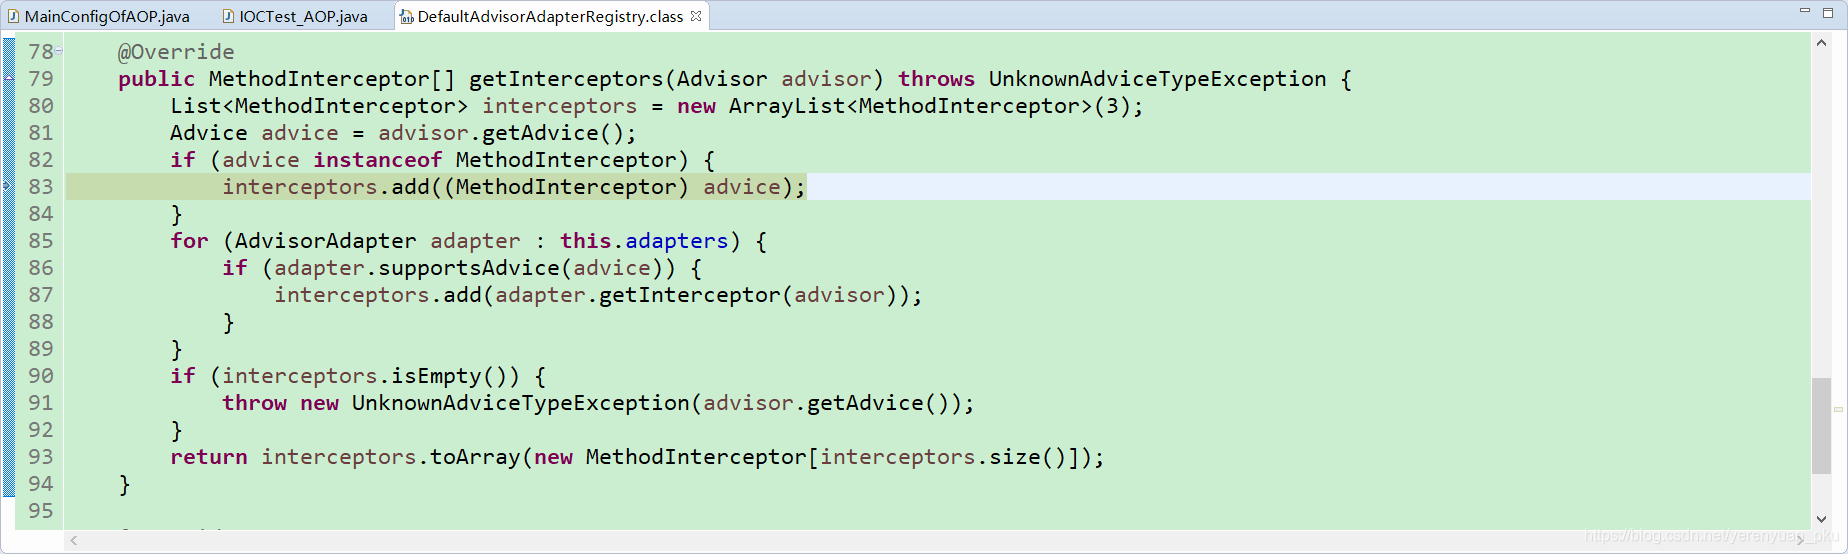 MainConfigOfAOP.java IOCTest_AOP.java DefaultAdvisorAdapterRegistry.class
78 @Override
79 public MethodInterceptor[] getInterceptors(Advisor advisor) throws UnknownAdviceTypeException {
80 List<MethodInterceptor> interceptors = new ArrayList<MethodInterceptor>(3);
81 Advice advice = advisor.getAdvice();
82 if (advice instanceof MethodInterceptor) {
83 interceptors.add((MethodInterceptor) advice);
84 }
85 for (AdvisorAdapter adapter : this.adapters) {
86 if (adapter.supportsAdvice(advice)) {
87 interceptors.add(adapter.getInterceptor(advisor));
88 }
89 }
90 if (interceptors.isEmpty()) {
91 throw new UnknownAdviceTypeException(advisor.getAdvice());
92 }
93 return interceptors.toArray(new MethodInterceptor[interceptors.size()]);
94 }
95
https://blog.csdn.net/yerenyuan_pku